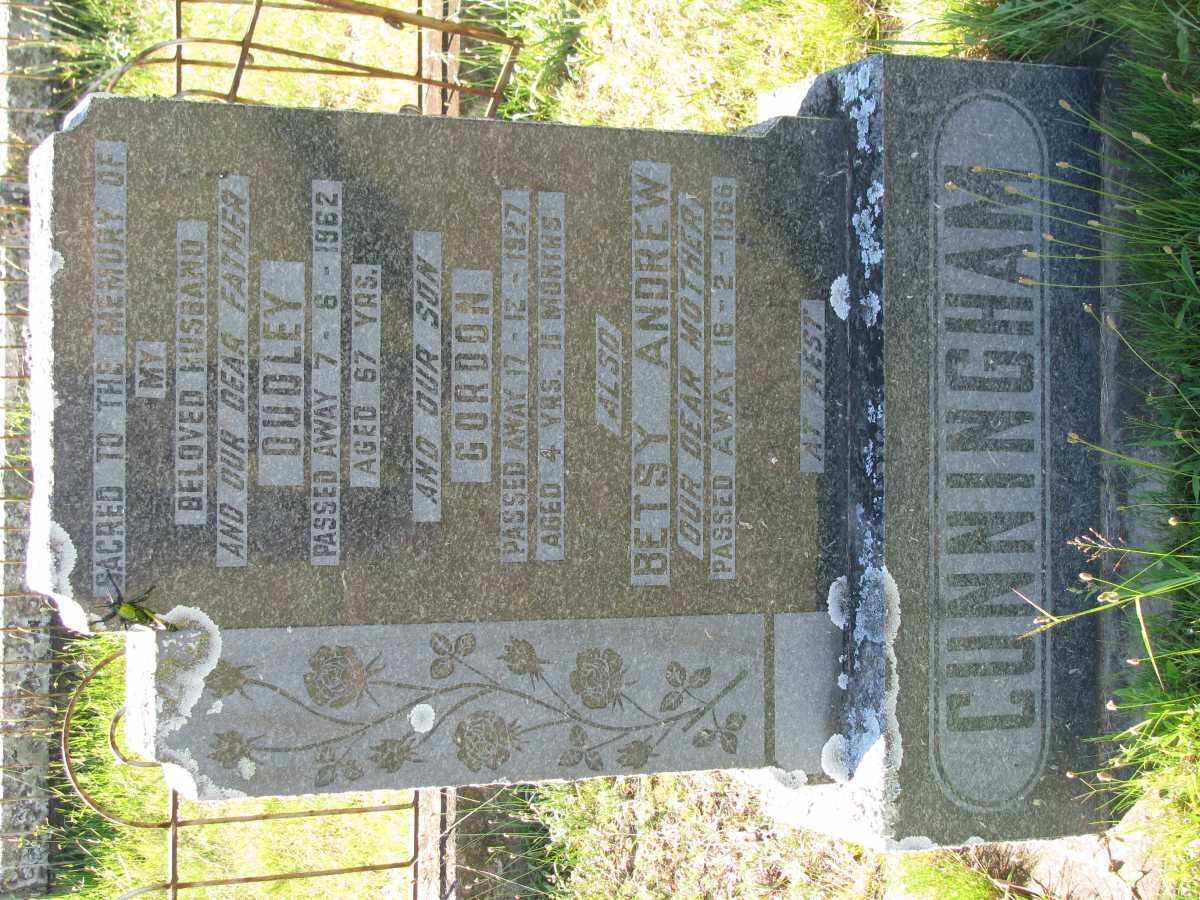 SACRED TO THE MEMORY OF
MY
BELOVED HUSBAND
AND OUR DEAR FATHER
DUDLEY
PASSED AWAY 7-6-1962
AGED 67 YRS.
AND OUR SON
GORDON
PASSED AWAY 17-12-1927
AGED 4 YRS. 11 MONTHS
ALSO
BETSY ANDREW
OUR DEAR MOTHER
PASSED AWAY 16-2-1966
AT REST
CUNNINGHAM